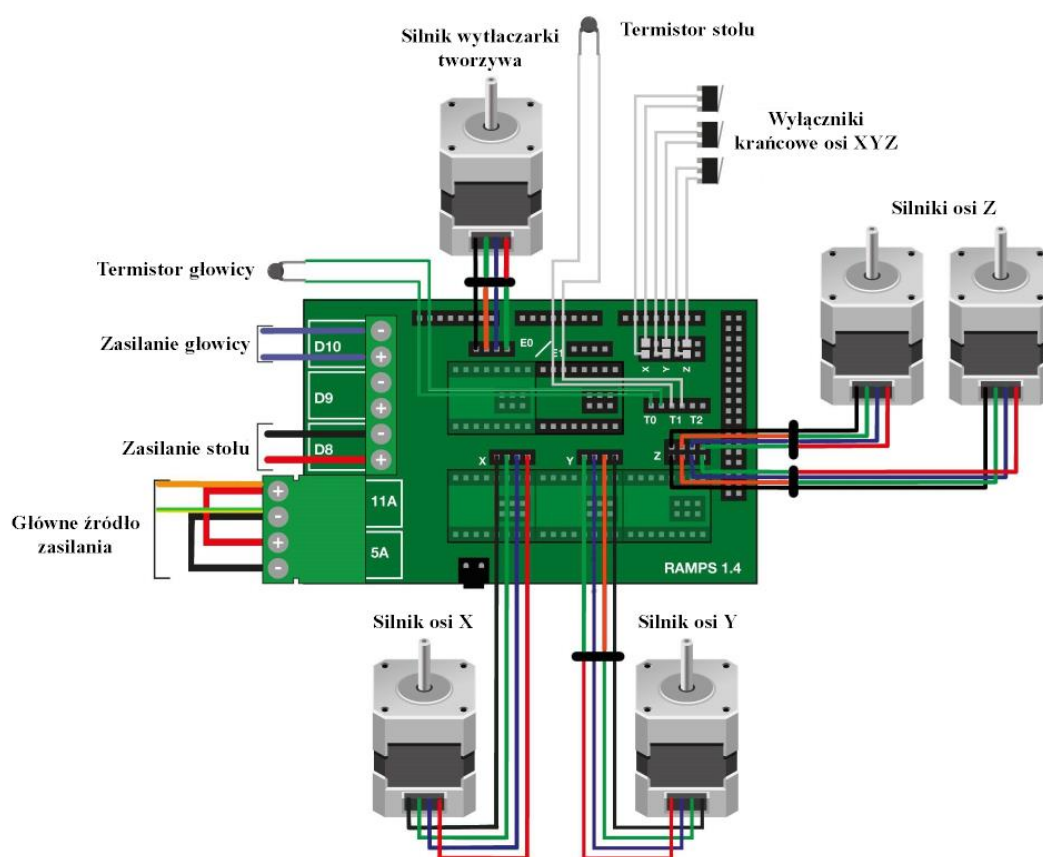 Silnik wytłaczarki
tworzywa
Termistor stołu
Wyłączniki
krańcowe osi XYZ
Silniki osi Z
Termistor głowicy
Zasilanie głowicy
D10
D9
Zasilanie stołu
D8
Główne źródło
zasilania
11A
5A
E0
E1
X
Y
Z
T0
T1
T2
X
Y
Z
RAMPS 1.4
Silnik osi X
Silnik osi Y